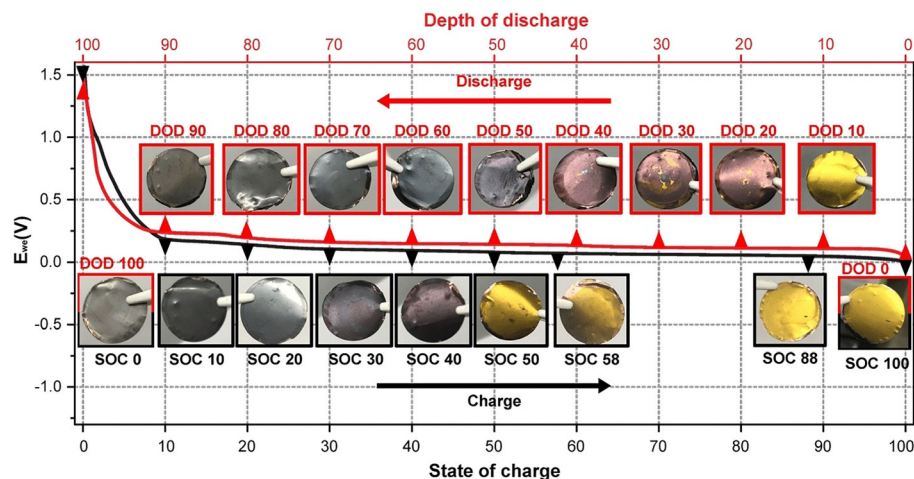 Depth of discharge
100 90 80 70 60 50 40 30 20 10 0
Discharge
DOD 90 DOD 80 DOD 70 DOD 60 DOD 50 DOD 40 DOD 30 DOD 20 DOD 10
1.5
1.0
0.5
0.0
-0.5
-1.0
Ewe(V)
DOD 100 DOD 0
SOC 0 SOC 10 SOC 20 SOC 30 SOC 40 SOC 50 SOC 58 SOC 88 SOC 100
Charge
0 10 20 30 40 50 60 70 80 90 100
State of charge